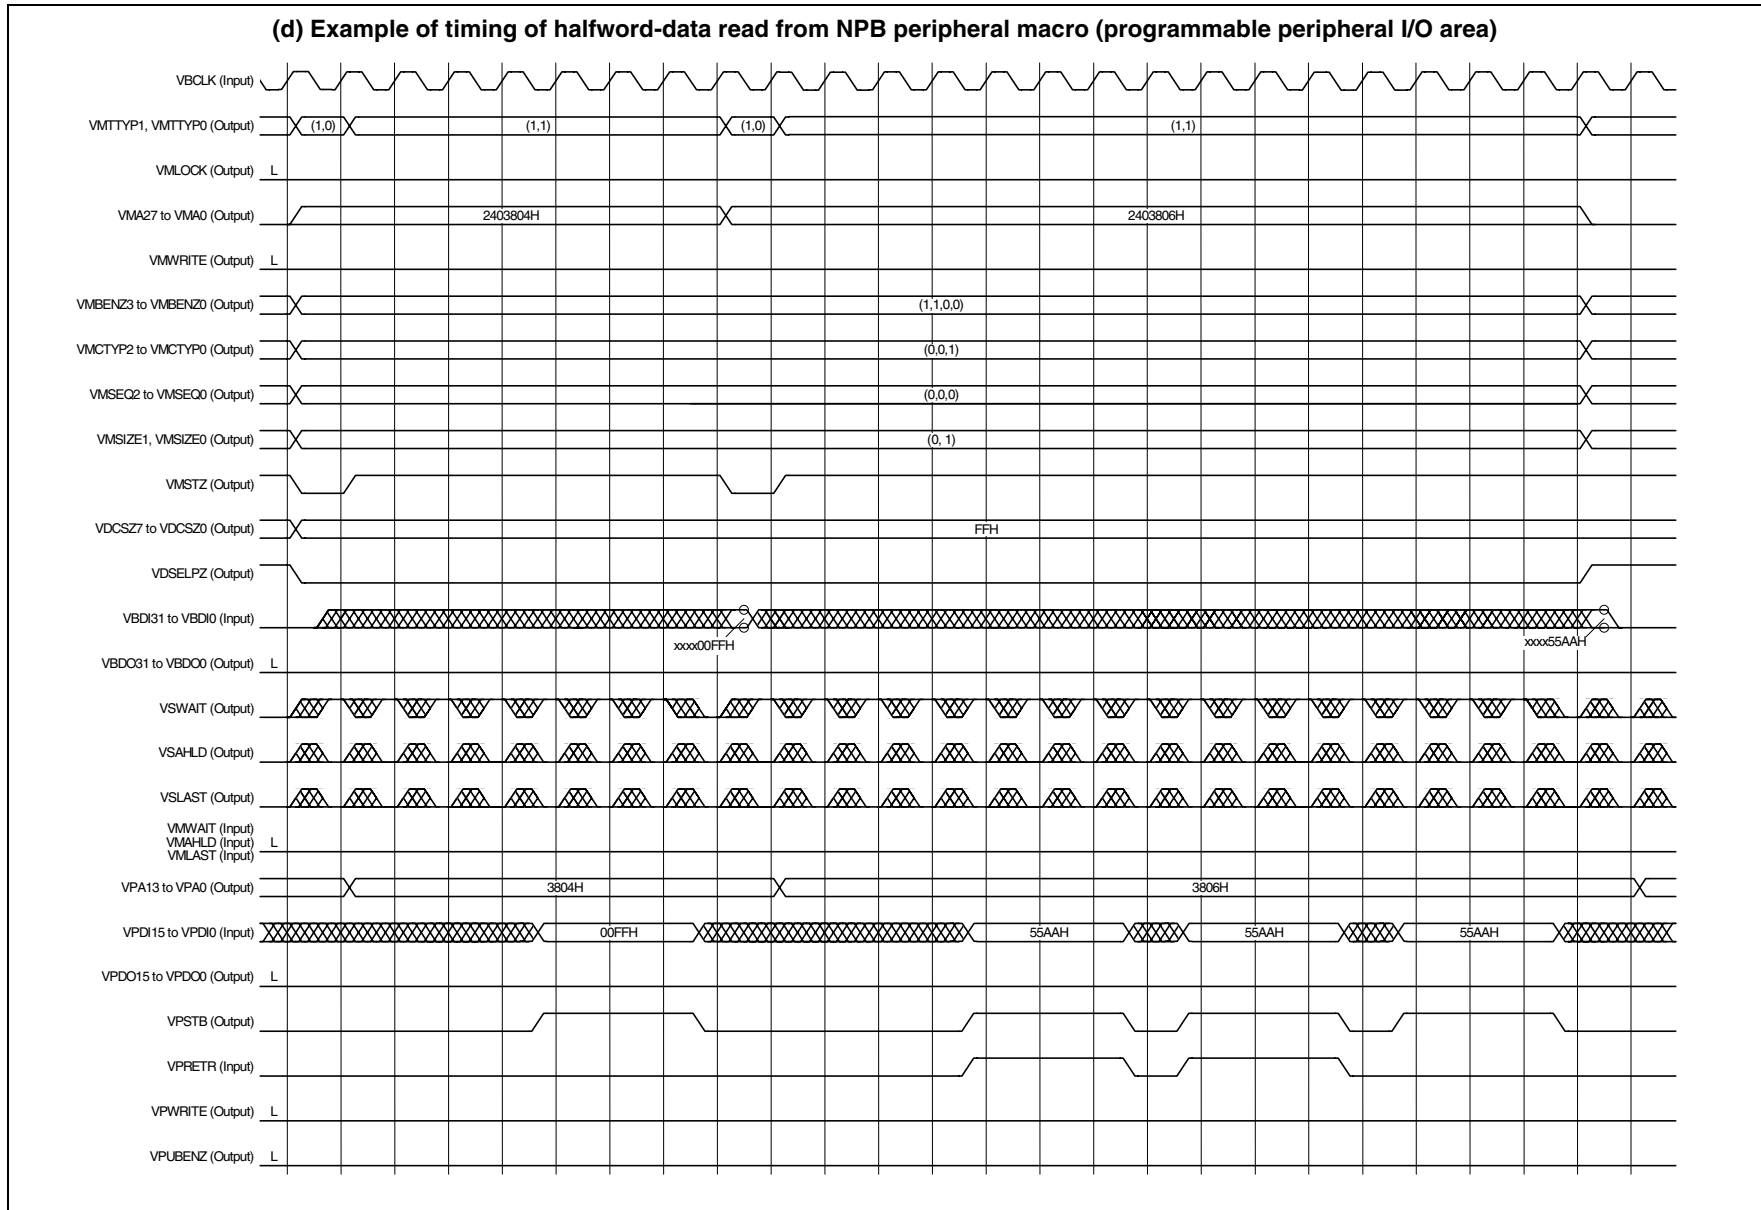 (d) Example of timing of halfword-data read from NPB peripheral macro (programmable peripheral I/O area)
VBCLK (Input)
VMTTYP1, VMTTYP0 (Output) (1,0) (1,1) (1,0) (1,1)
VMLOCK (Output) L
VMA27 to VMA0 (Output) 2403804H 2403806H
VMWRITE (Output) L
VMBENZ3 to VMBENZ0 (Output) (1,1,0,0)
VMCTYP2 to VMCTYP0 (Output) (0,0,1)
VMSEQ2 to VMSEQ0 (Output) (0,0,0)
VMSIZE1, VMSIZE0 (Output) (0, 1)
VMSTZ (Output)
VDCSZ7 to VDCSZ0 (Output) FFH
VDSELPZ (Output)
VBDI31 to VBDI0 (Input)
xxxx00FFH xxxx55AAH
VBDO31 to VBDO0 (Output) L
VSWAIT (Output)
VSAHLD (Output)
VSLAST (Output)
VMWAIT (Input)
VMAHLD (Input) L
VMLAST (Input)
VPA13 to VPA0 (Output) 3804H 3806H
VPDI15 to VPDI0 (Input) 00FFH 55AAH 55AAH 55AAH
VPDO15 to VPDO0 (Output) L
VPSTB (Output)
VPRETR (Input)
VPWRITE (Output) L
VPUBENZ (Output) L